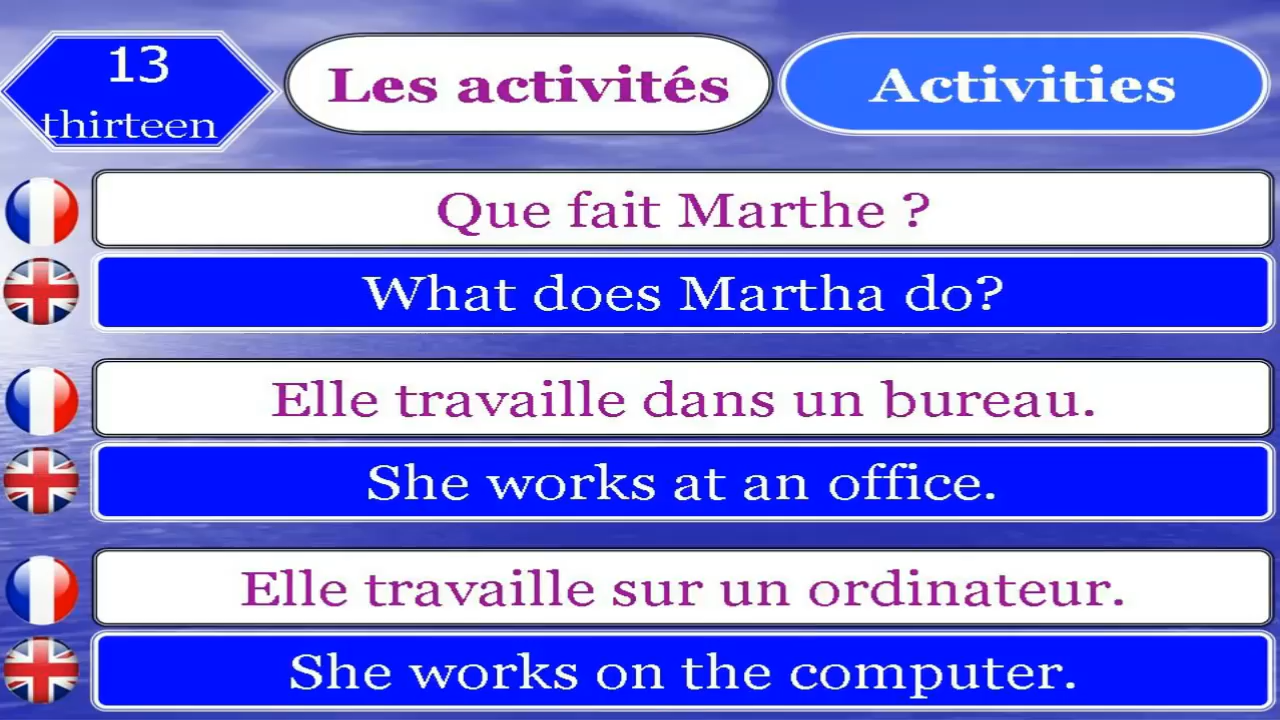 13
thirteen
Les activités
Activities
Que fait Marthe ?
What does Martha do?
Elle travaille dans un bureau.
She works at an office.
Elle travaille sur un ordinateur.
She works on the computer.